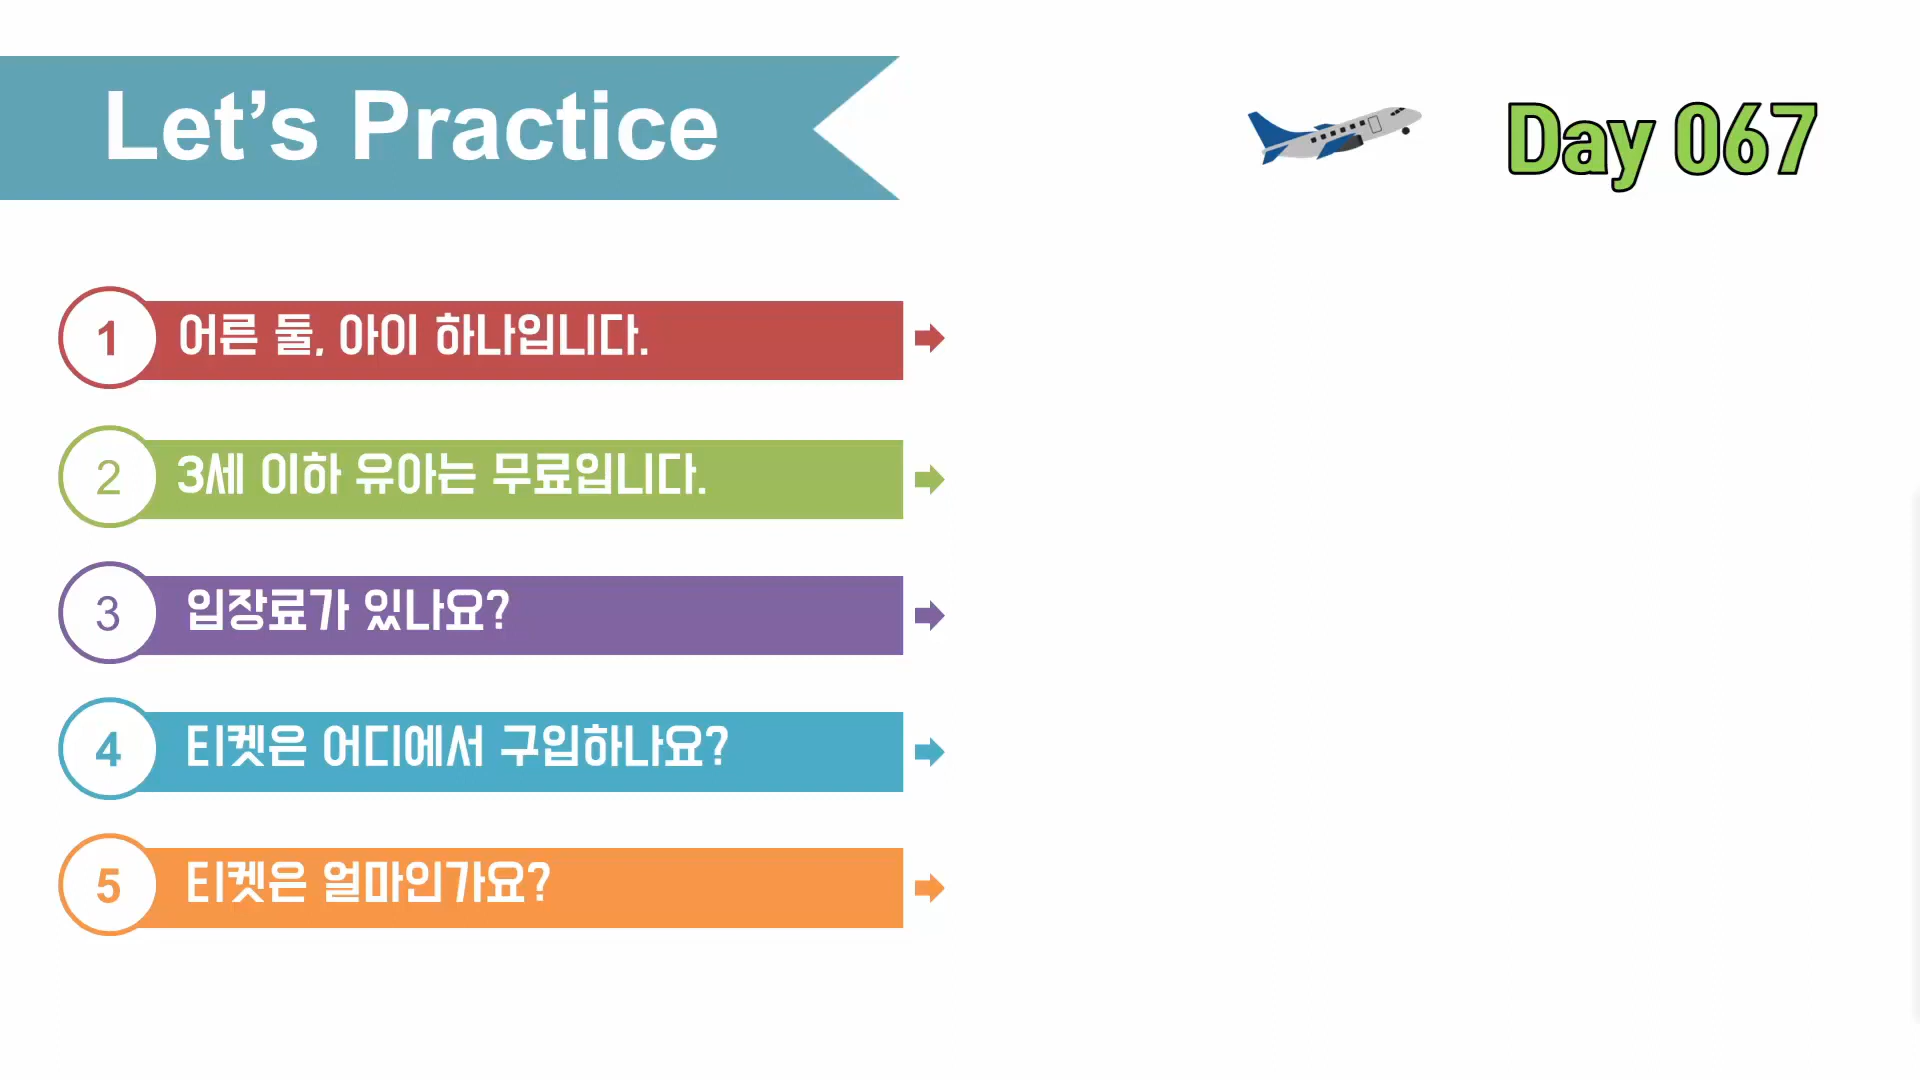 Let’s Practice
Day 067
1 어른 둘, 아이 하나입니다.
2 3세 이하 유아는 무료입니다.
3 입장료가 있나요?
4 티켓은 어디에서 구입하나요?
5 티켓은 얼마인가요?